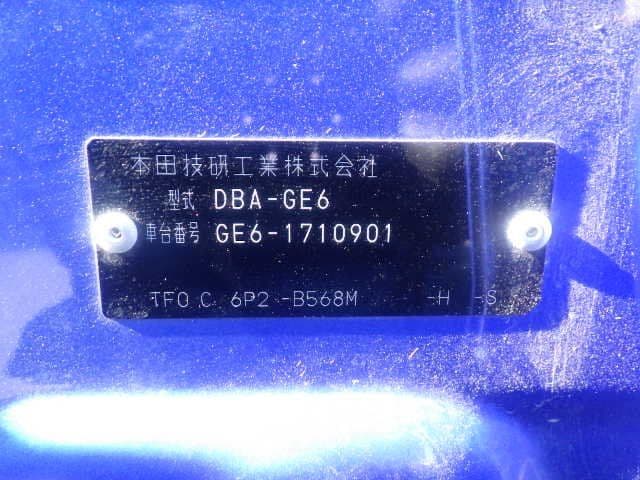 本田技研工業株式会社
型式 DBA-GE6
車台番号 GE6-1710901
TFO C 6P2 -B568M -H -S